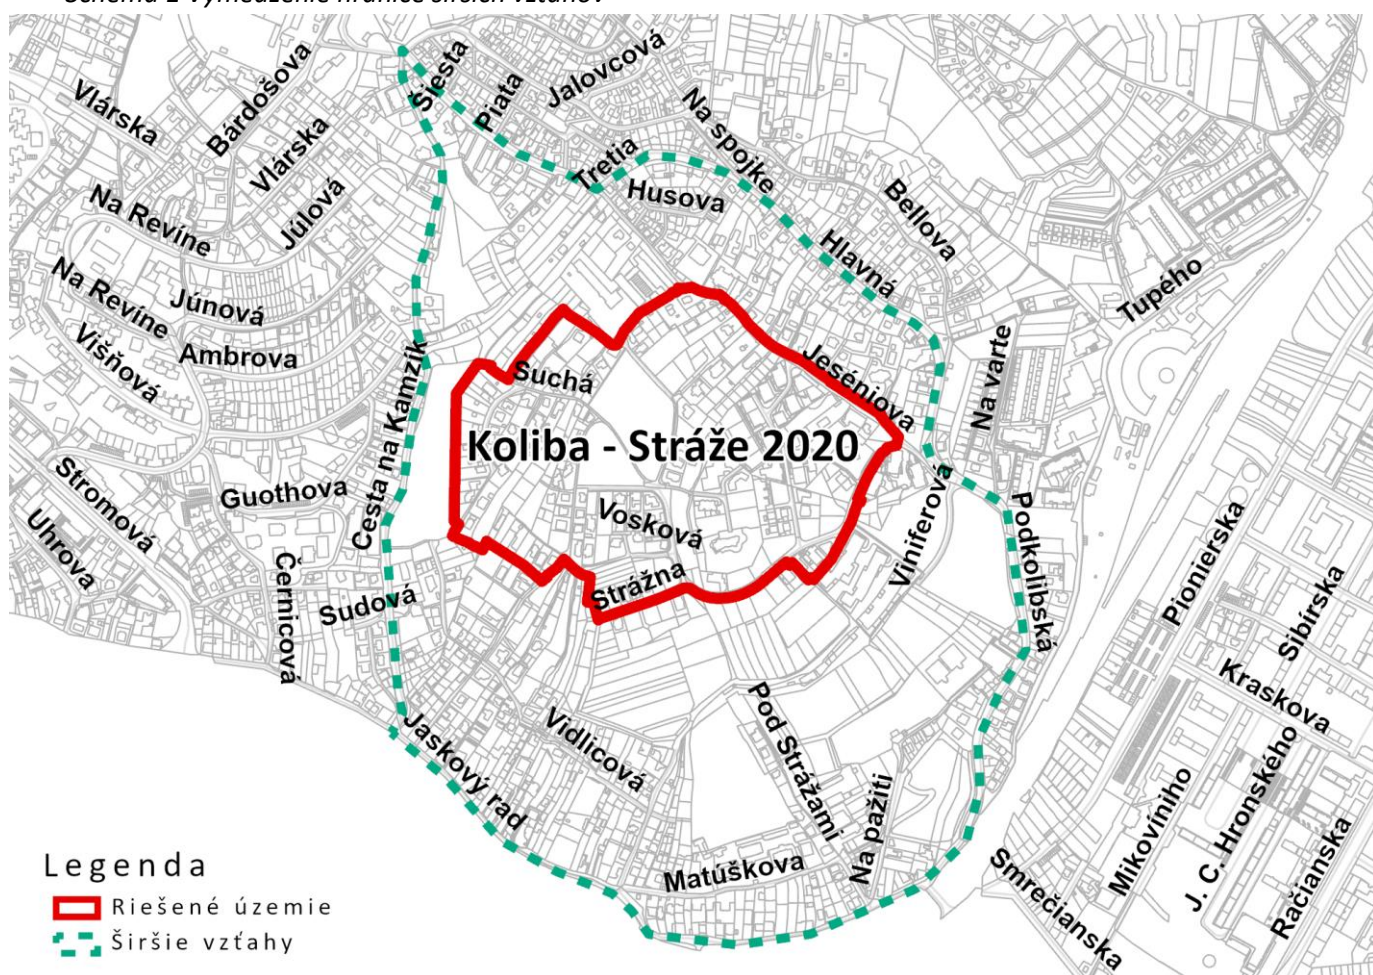 Schéma 1 Vymedzenie hranice širších vzťahov
Šiesta
Piata
Jalovcová
Vlárska
Bárdošova
Vlárska
Na spojke
Tretia
Husova
Bellova
Na Revíne
Júlová
Hlavná
Tupého
Na Revíne
Júnová
Ambrova
Višňová
Cesta na Kamzík
Suchá
Jeséniova
Na varte
Koliba - Stráže 2020
Stromová
Guothova
Uhrova
Vosková
Viniferová
Podkolibská
Pionierska
Sibírska
Černicová
Sudová
Strážna
Kraskova
Jaskový rad
Vidlicová
Pod Strážami
Na pažiti
Matúškova
Smrečianska
Mikovíniho
J. C. Hronského
Račianska
Legenda
Riešené územie
Širšie vzťahy